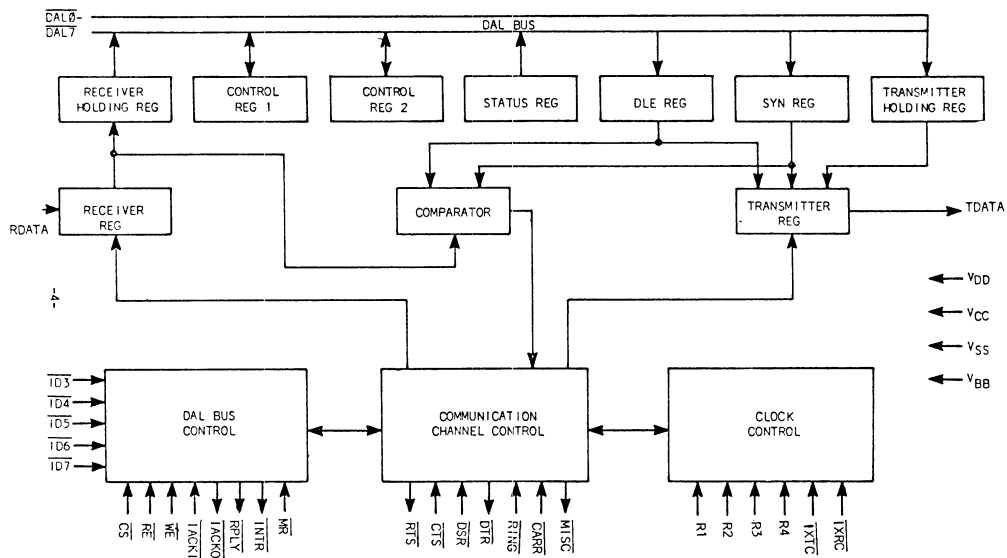 DAL0-
DAL7
DAL BUS
RECEIVER
HOLDING REG
CONTROL
REG 1
CONTROL
REG 2
STATUS REG
DLE REG
SYN REG
TRANSMITTER
HOLDING REG
RDATA
RECEIVER
REG
COMPARATOR
TRANSMITTER
REG
TDATA
-4-
VDD
VCC
VSS
VBB
ID3
ID4
ID5
ID6
ID7
DAL BUS
CONTROL
COMMUNICATION
CHANNEL CONTROL
CLOCK
CONTROL
CS
RE
WE
IACKI
IACKO
RPLY
INTR
MR
RTS
CTS
DSR
DTR
RING
CARR
MISC
R1
R2
R3
R4
IXTC
IXRC